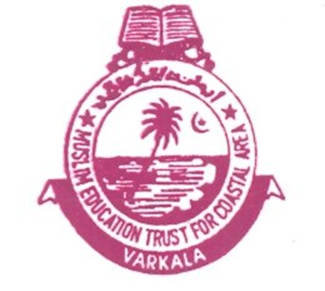 ★ MUSLIM EDUCATION TRUST FOR COASTAL AREA ★
VARKALA